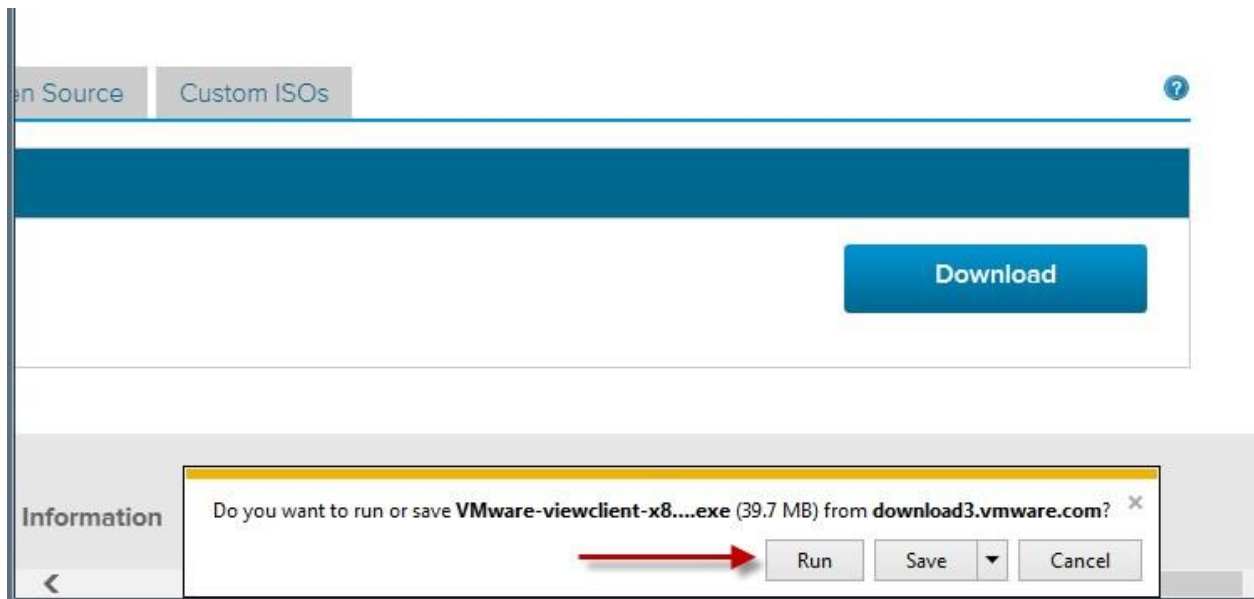 en Source
Custom ISOs
?
Download
Information
Do you want to run or save VMware-viewclient-x8....exe (39.7 MB) from download3.vmware.com?
Run
Save
Cancel